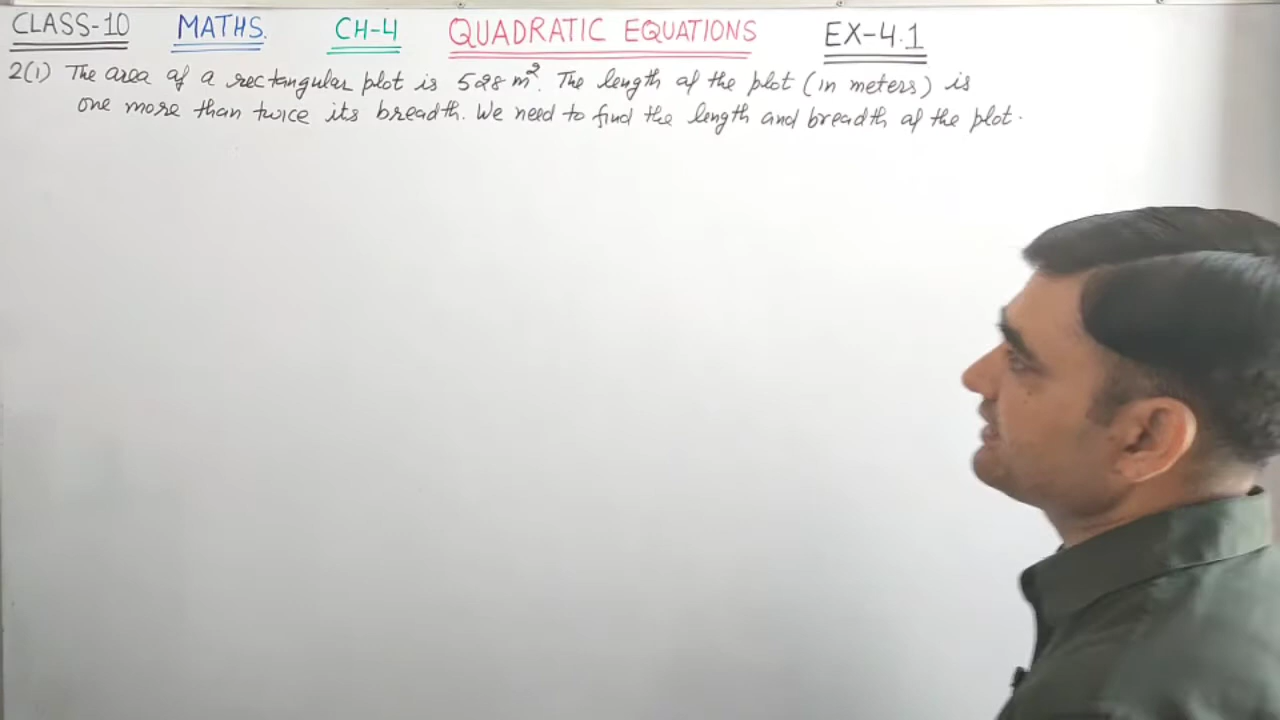 CLASS-10 MATHS. CH-4 QUADRATIC EQUATIONS EX-4.1
2(i) The area of a rectangular plot is 528 m². The length of the plot (in meters) is
one more than twice its breadth. We need to find the length and breadth of the plot.